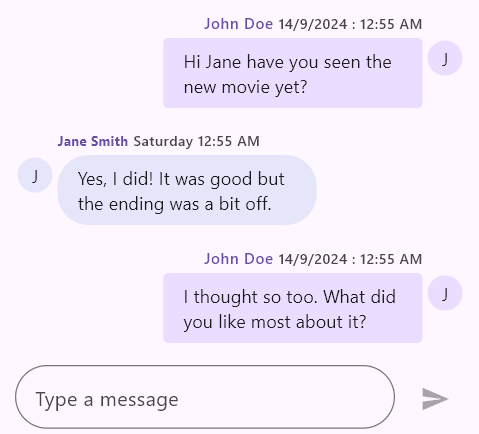 John Doe 14/9/2024 : 12:55 AM
Hi Jane have you seen the
new movie yet?
J
Jane Smith Saturday 12:55 AM
J
Yes, I did! It was good but
the ending was a bit off.
John Doe 14/9/2024 : 12:55 AM
I thought so too. What did
you like most about it?
J
Type a message